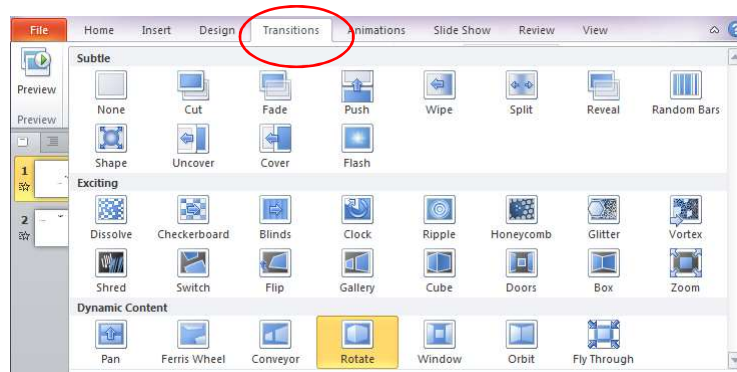 File Home Insert Design Transitions Animations Slide Show Review View
Preview
Preview
Subtle
None Cut Fade Push Wipe Split Reveal Random Bars
Shape Uncover Cover Flash
1
Exciting
Dissolve Checkerboard Blinds Clock Ripple Honeycomb Glitter Vortex
2
Shred Switch Flip Gallery Cube Doors Box Zoom
Dynamic Content
Pan Ferris Wheel Conveyor Rotate Window Orbit Fly Through